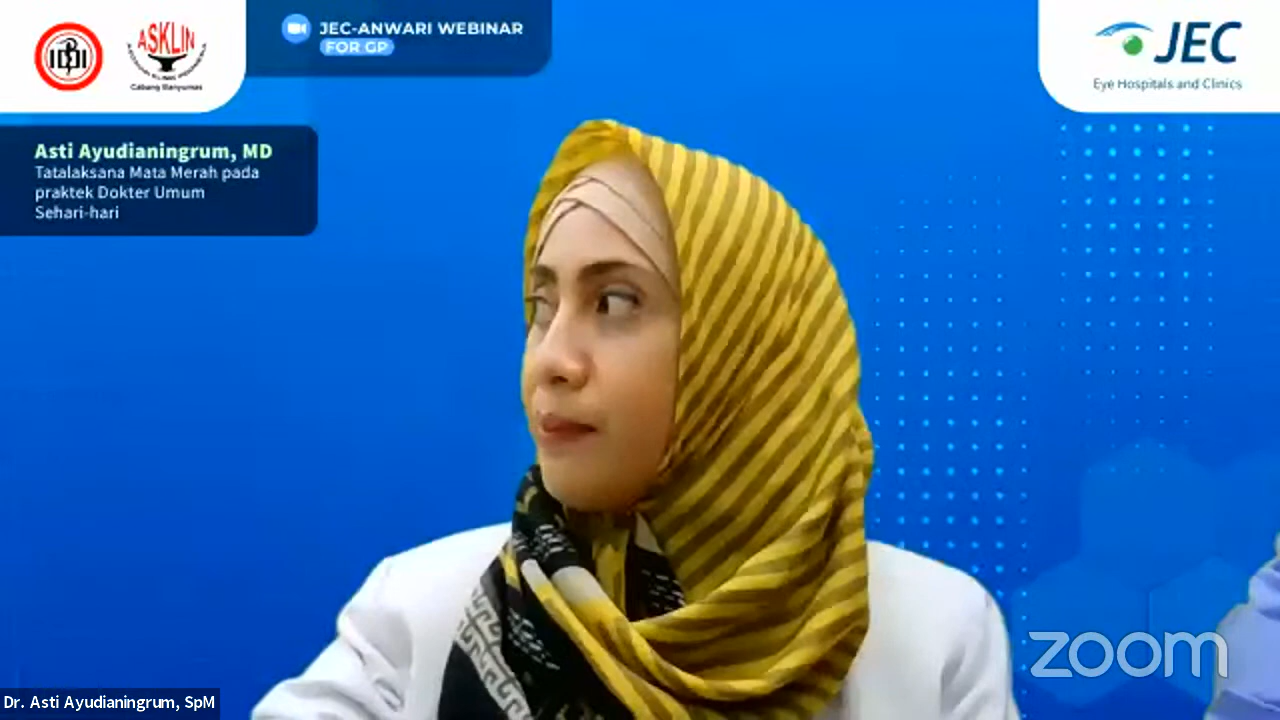 IDI
ASKLIN
Cabang Banyumas
JEC-ANWARI WEBINAR
FOR GP
JEC
Eye Hospitals and Clinics
Asti Ayudianingrum, MD
Tatalaksana Mata Merah pada
praktek Dokter Umum
Sehari-hari
zoom
Dr. Asti Ayudianingrum, SpM